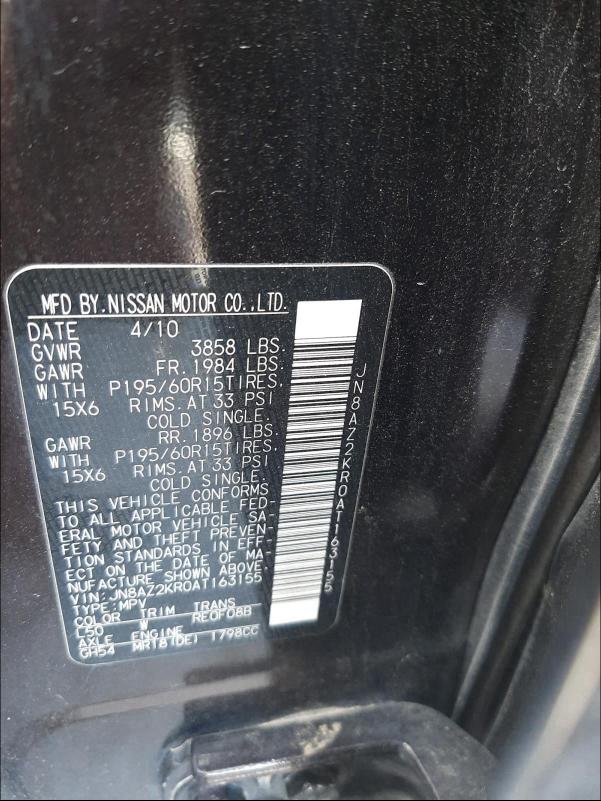 MFD BY.NISSAN MOTOR CO.,LTD.
DATE 4/10
GVWR 3858 LBS.
GAWR FR. 1984 LBS.
WITH P195/60R15TIRES,
15X6 RIMS.AT 33 PSI
COLD SINGLE.
GAWR RR. 1896 LBS.
WITH P195/60R15TIRES,
15X6 RIMS.AT 33 PSI
COLD SINGLE.
THIS VEHICLE CONFORMS
TO ALL APPLICABLE FED-
ERAL MOTOR VEHICLE SA-
FETY AND THEFT PREVEN-
TION STANDARDS IN EFF-
ECT ON THE DATE OF MA-
NUFACTURE SHOWN ABOVE.
VIN:JN8AZ2KR0AT163155
TYPE:MPV
COLOR TRIM TRANS
L50 W RE0F08B
AXLE ENGINE
GH54 MR18(DE) 1798CC
JN8AZ2KR0AT163155